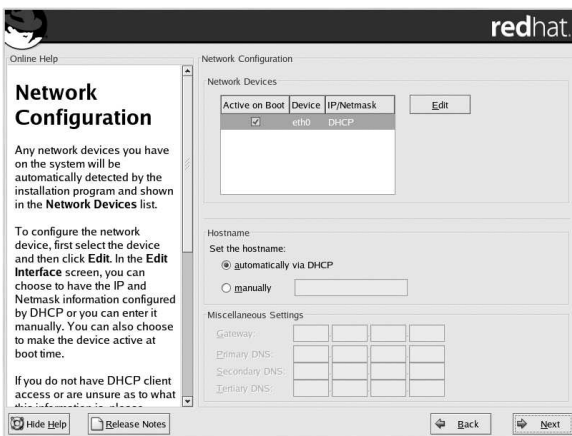 redhat.
Online Help
Network
Configuration
Any network devices you have
on the system will be
automatically detected by the
installation program and shown
in the Network Devices list.
To configure the network
device, first select the device
and then click Edit. In the Edit
Interface screen, you can
choose to have the IP and
Netmask information configured
by DHCP or you can enter it
manually. You can also choose
to make the device active at
boot time.
If you do not have DHCP client
access or are unsure as to what
this information is, please
Network Configuration
Network Devices
Active on Boot Device IP/Netmask
eth0 DHCP
Edit
Hostname
Set the hostname:
automatically via DHCP
manually
Miscellaneous Settings
Gateway:
Primary DNS:
Secondary DNS:
Tertiary DNS:
Hide Help
Release Notes
Back
Next